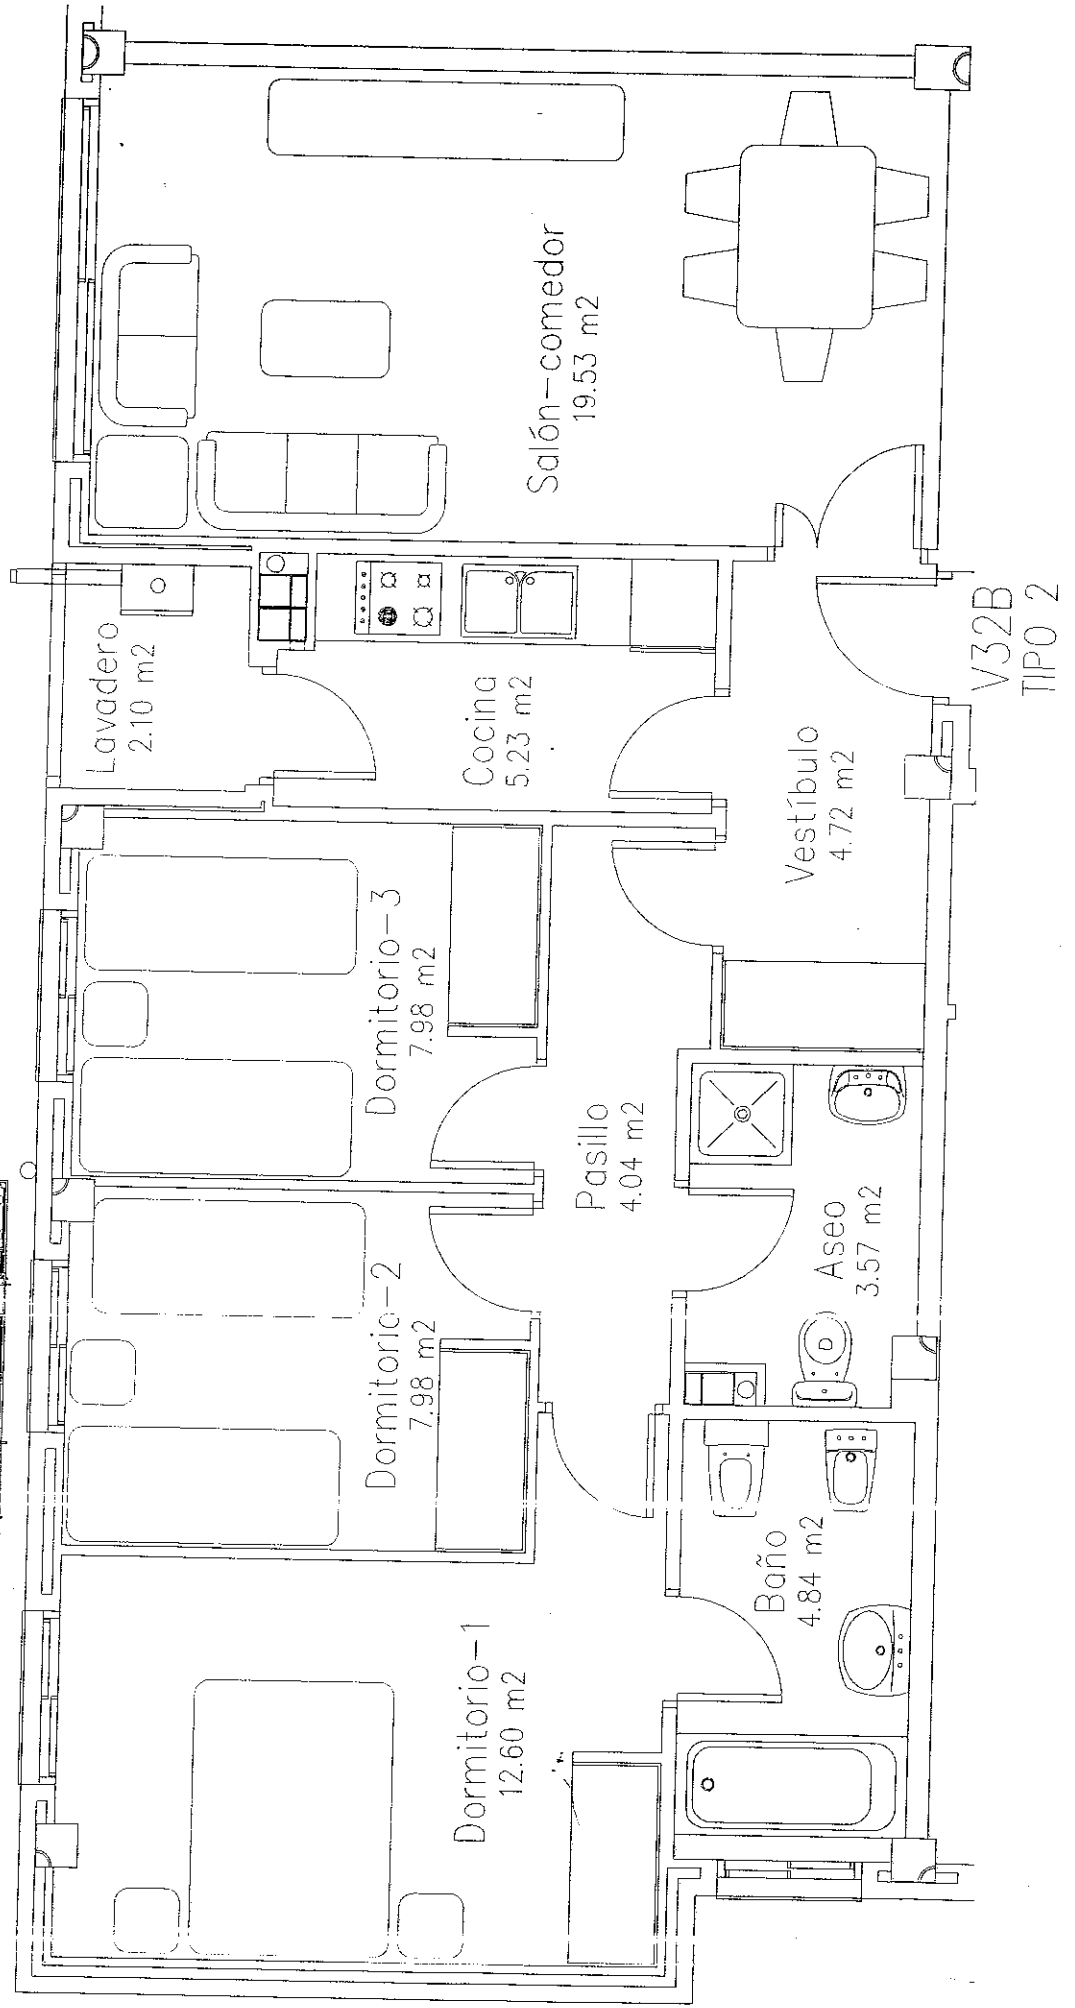 Dormitorio-1
12.60 m2
Dormitorio-2
7.98 m2
Dormitorio-3
7.98 m2
Lavadero
2.10 m2
Cocina
5.23 m2
Salón-comedor
19.53 m2
Baño
4.84 m2
Aseo
3.57 m2
Pasillo
4.04 m2
Vestíbulo
4.72 m2
V32B
TIPO 2